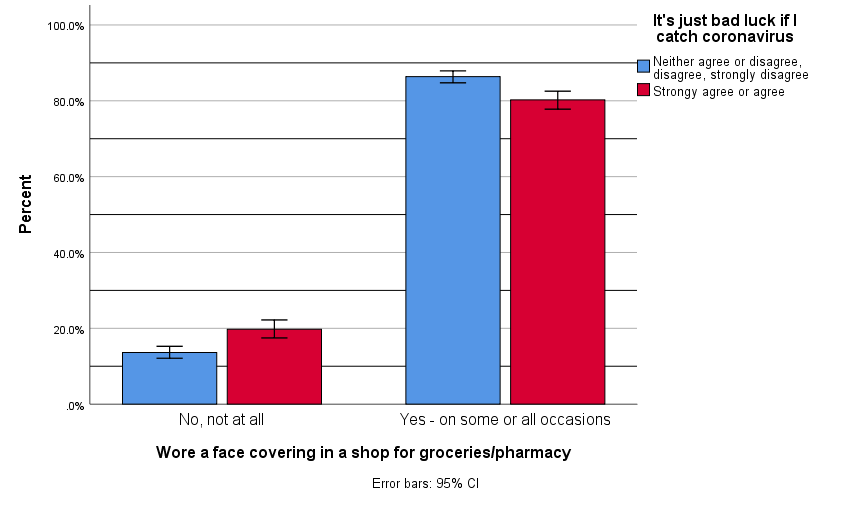 100.0%
80.0%
60.0%
40.0%
20.0%
.0%
Percent
No, not at all
Yes - on some or all occasions
Wore a face covering in a shop for groceries/pharmacy
Error bars: 95% CI
It's just bad luck if I
catch coronavirus
Neither agree or disagree,
disagree, strongly disagree
Strongy agree or agree